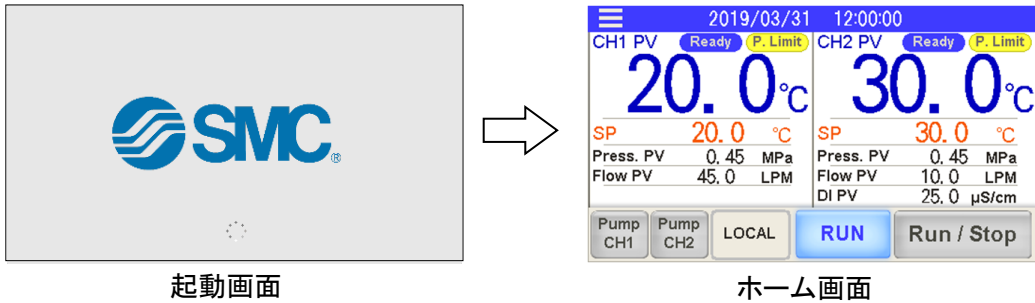 SMC®
起動画面
2019/03/31 12:00:00
CH1 PV Ready P. Limit
20. 0℃
SP 20. 0 ℃
Press. PV 0. 45 MPa
Flow PV 45. 0 LPM
CH2 PV Ready P. Limit
30. 0℃
SP 30. 0 ℃
Press. PV 0. 45 MPa
Flow PV 10. 0 LPM
DI PV 25. 0 μS/cm
Pump CH1
Pump CH2
LOCAL
RUN
Run / Stop
ホーム画面